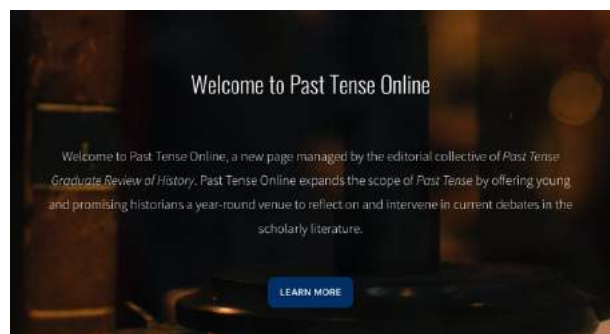 Welcome to Past Tense Online
Welcome to Past Tense Online, a new page managed by the editorial collective of Past Tense
Graduate Review of History. Past Tense Online expands the scope of Past Tense by offering young
and promising historians a year-round venue to reflect on and intervene in current debates in the
scholarly literature.
LEARN MORE